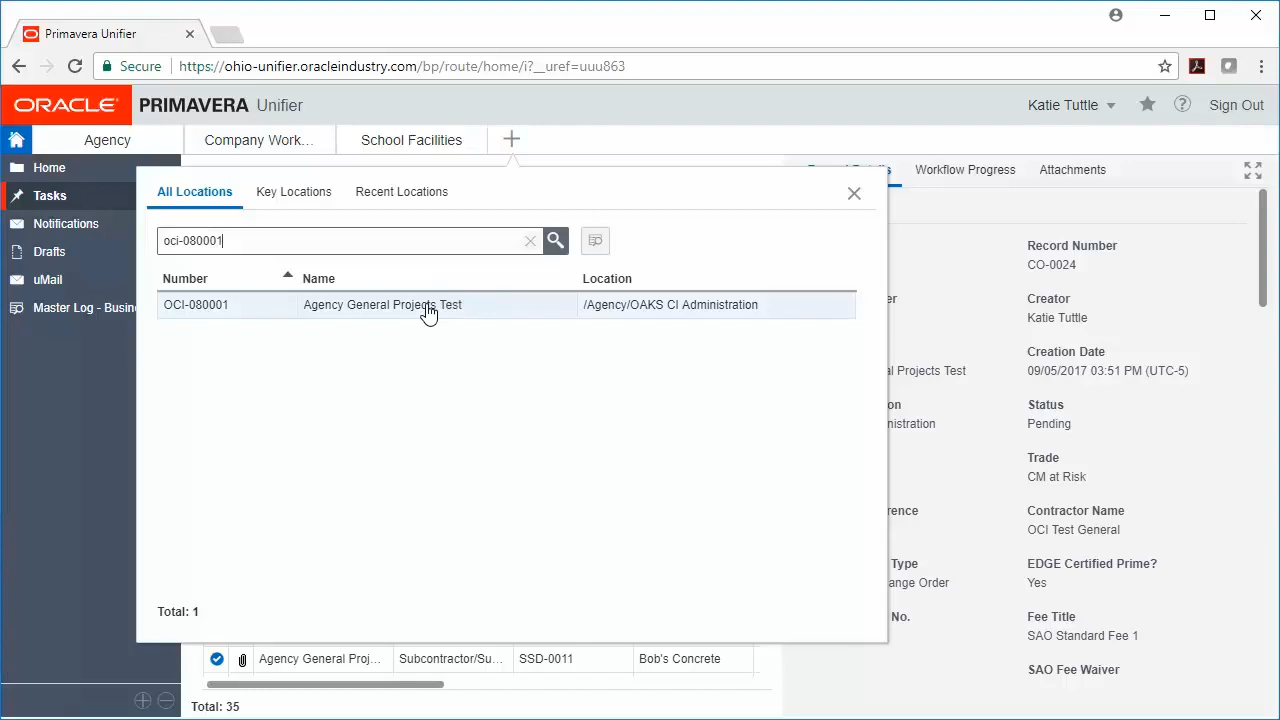 Primavera Unifier
Secure
https://ohio-unifier.oracleindustry.com/bp/route/home/i?__uref=uuu863
ORACLE PRIMAVERA Unifier
Katie Tuttle
Sign Out
Agency
Company Work...
School Facilities
Home
Tasks
Notifications
Drafts
uMail
Master Log - Busin
All Locations
Key Locations
Recent Locations
oci-080001
Number
Name
Location
OCI-080001
Agency General Projects Test
/Agency/OAKS CI Administration
Total: 1
Workflow Progress
Attachments
Record Number
CO-0024
Creator
Katie Tuttle
Creation Date
l Projects Test
09/05/2017 03:51 PM (UTC-5)
on
Status
nistration
Pending
Trade
CM at Risk
rence
Contractor Name
OCI Test General
Type
EDGE Certified Prime?
ange Order
Yes
No.
Fee Title
SAO Standard Fee 1
SAO Fee Waiver
Agency General Proj...
Subcontractor/Su...
SSD-0011
Bob's Concrete
Total: 35